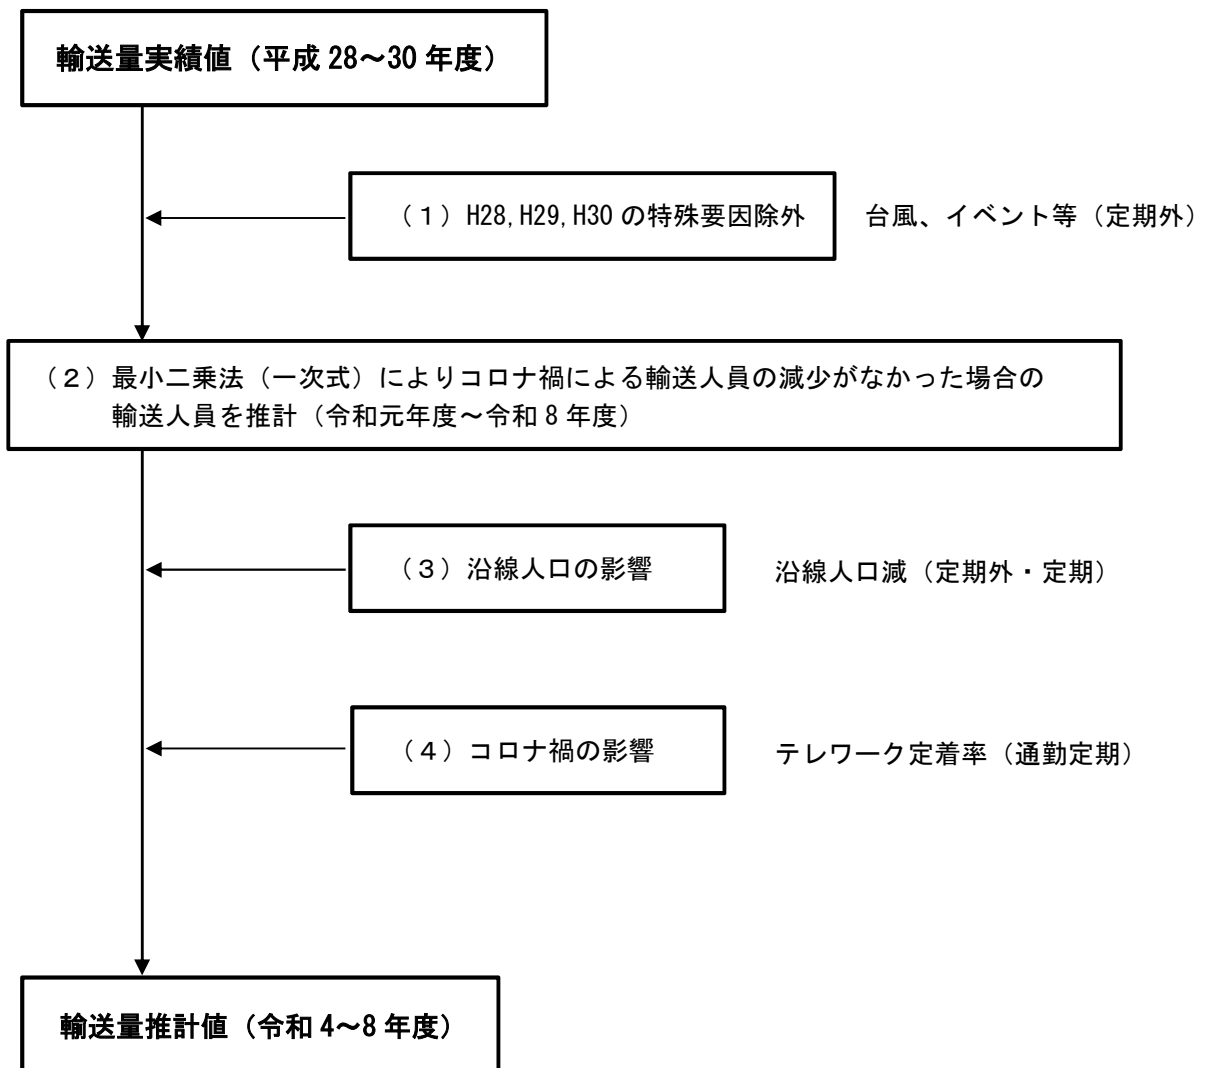 輸送量実績値（平成 28～30 年度）
（１）H28,H29,H30 の特殊要因除外
台風、イベント等（定期外）
（２）最小二乗法（一次式）によりコロナ禍による輸送人員の減少がなかった場合の
輸送人員を推計（令和元年度～令和 8 年度）
（３）沿線人口の影響
沿線人口減（定期外・定期）
（４）コロナ禍の影響
テレワーク定着率（通勤定期）
輸送量推計値（令和 4～8 年度）